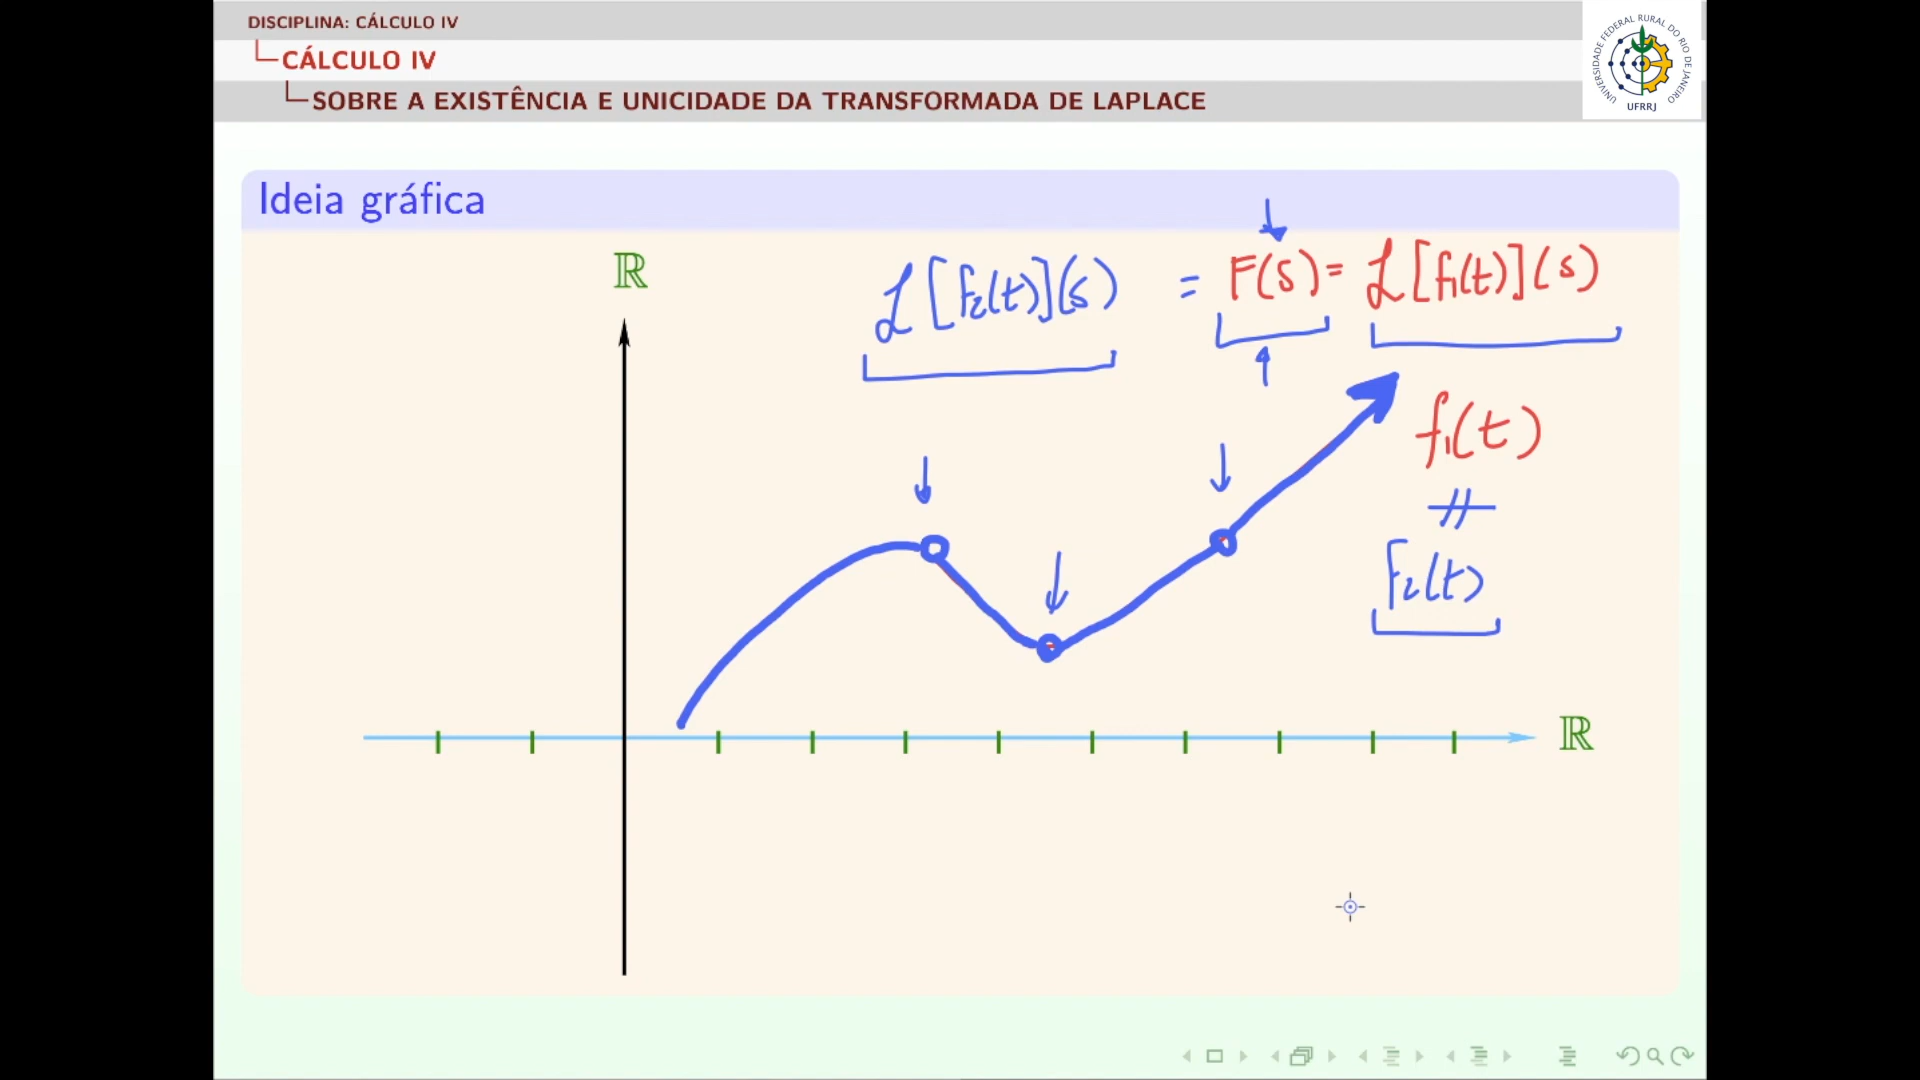 DISCIPLINA: CÁLCULO IV
CÁLCULO IV
SOBRE A EXISTÊNCIA E UNICIDADE DA TRANSFORMADA DE LAPLACE
UNIVERSIDADE FEDERAL RURAL DO RIO DE JANEIRO
UFRRJ
Ideia gráfica
ℝ
ℒ[f₂(t)](s) = F(s) = ℒ[f₁(t)](s)
f₁(t)
≠
f₂(t)
ℝ